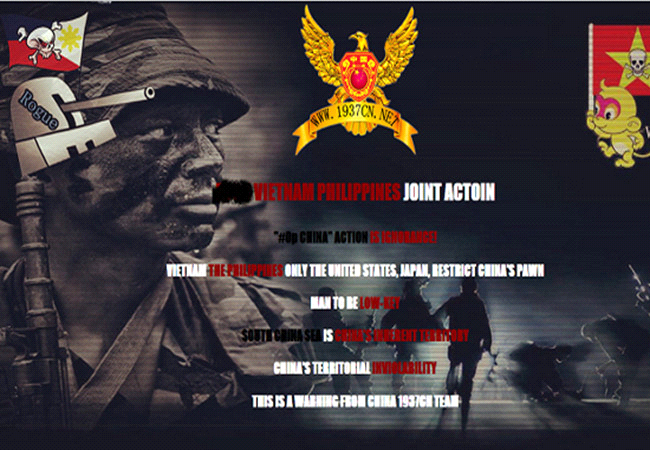 WWW.1937CN.NET
Rogue
VIETNAM PHILIPPINES JOINT ACTOIN
"#Op CHINA" ACTION IS IGNORANCE!
VIETNAM THE PHILIPPINES ONLY THE UNITED STATES, JAPAN, RESTRICT CHINA'S PAWN
MAN TO BE LOW-KEY
SOUTH CHINA SEA IS CHINA'S INHERENT TERRITORY
CHINA'S TERRITORIAL INVIOLABILITY
THIS IS A WARNING FROM CHINA 1937CN TEAM